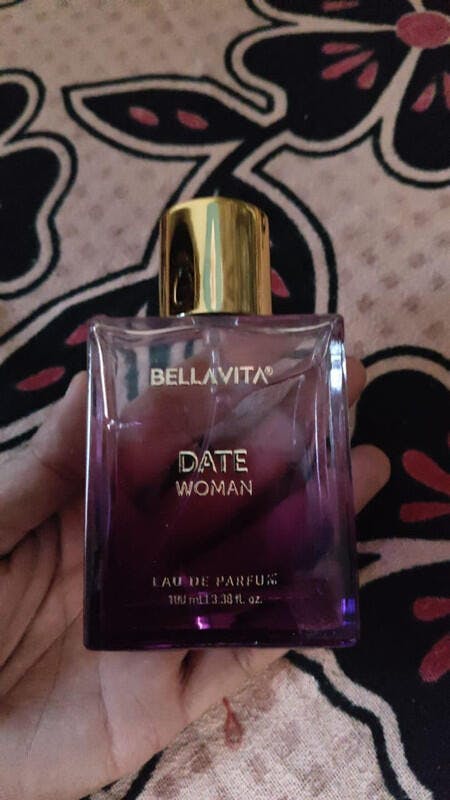 BELLAVITA®
DATE
WOMAN
EAU DE PARFUM
100 mL | 3.38 fl. oz.